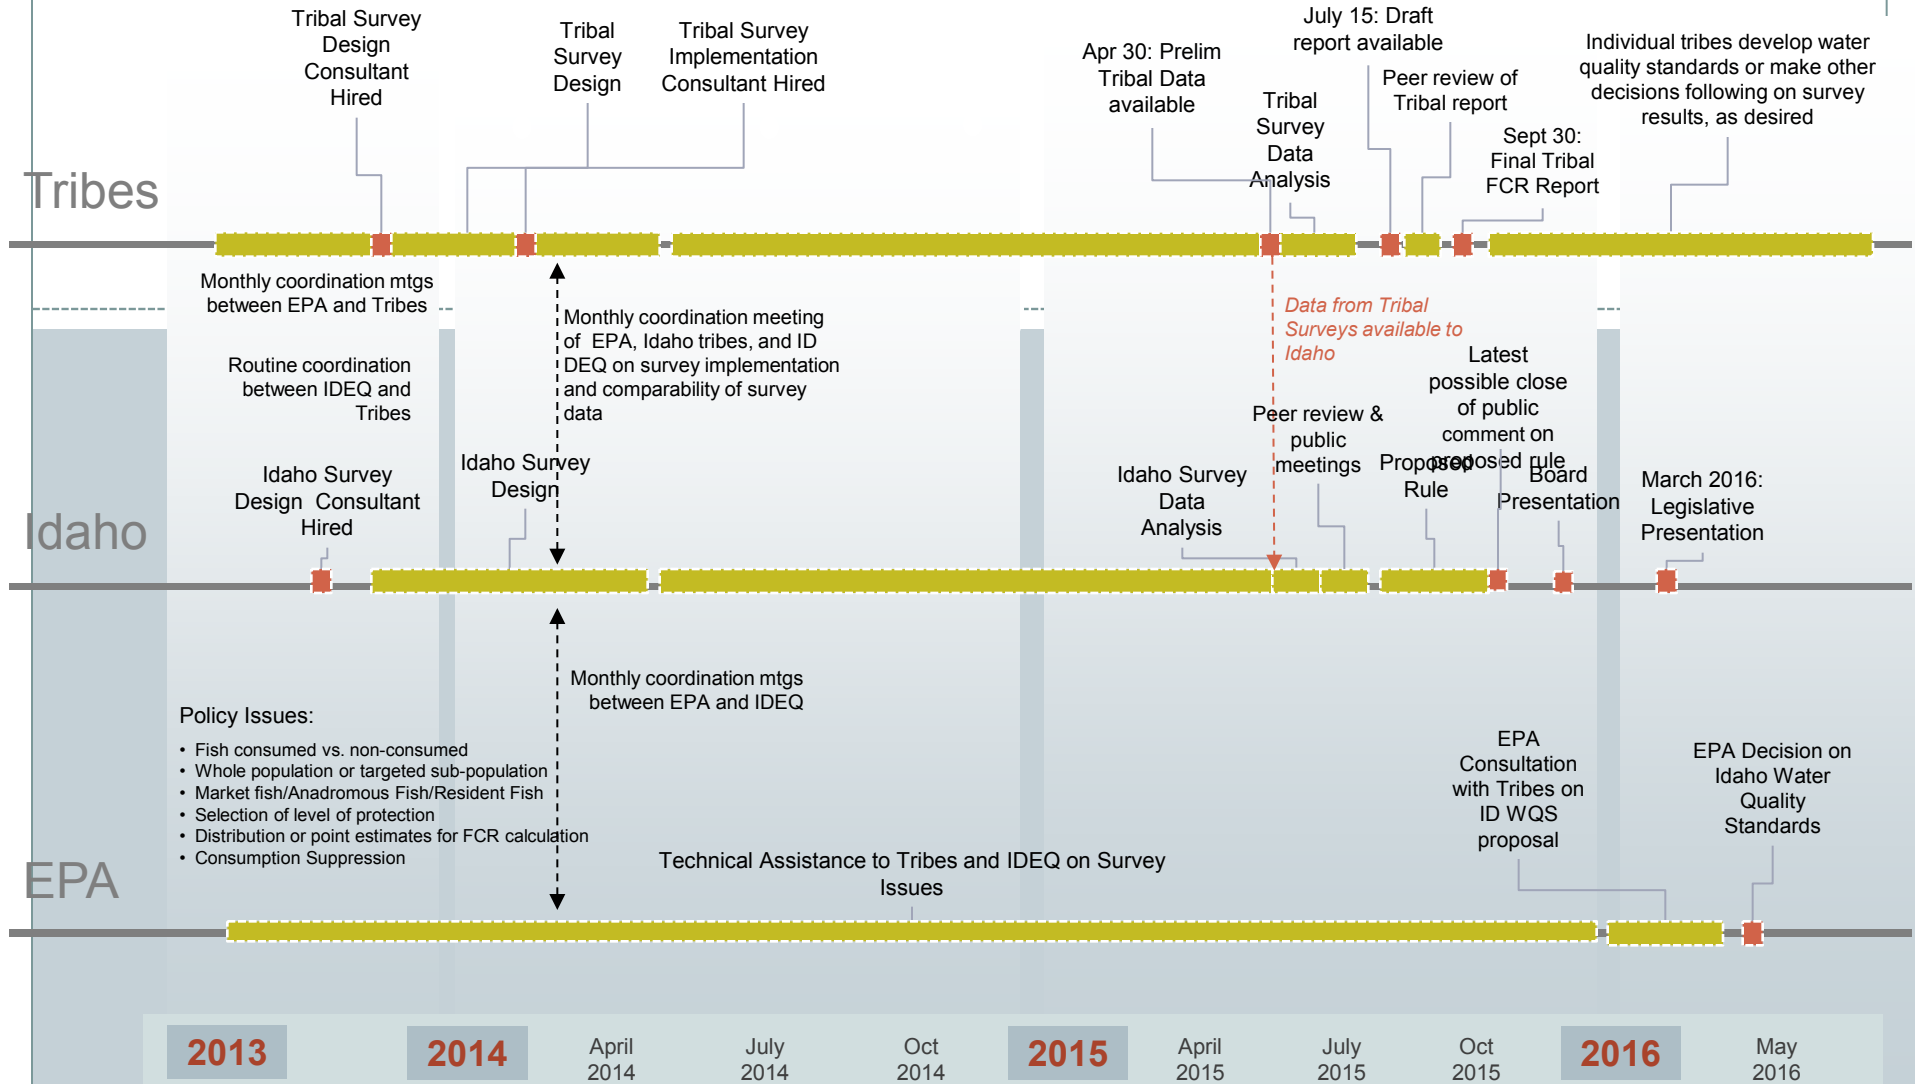 Tribal Survey
Design
Consultant
Hired
Tribal
Survey
Design
Tribal Survey
Implementation
Consultant Hired
Apr 30: Prelim
Tribal Data
available
Tribal
Survey
Data
Analysis
July 15: Draft
report available
Peer review of
Tribal report
Sept 30:
Final Tribal
FCR Report
Individual tribes develop water
quality standards or make other
decisions following on survey
results, as desired
Tribes
Monthly coordination mtgs
between EPA and Tribes
Routine coordination
between IDEQ and
Tribes
Monthly coordination meeting
of EPA, Idaho tribes, and ID
DEQ on survey implementation
and comparability of survey
data
Data from Tribal
Surveys available to
Idaho
Idaho Survey
Design Consultant
Hired
Idaho Survey
Design
Idaho Survey
Data
Analysis
Peer review &
public
meetings
Proposed
Rule
Latest
possible close
of public
comment on
proposed rule
Board
Presentation
March 2016:
Legislative
Presentation
Idaho
Monthly coordination mtgs
between EPA and IDEQ
Policy Issues:
• Fish consumed vs. non-consumed
• Whole population or targeted sub-population
• Market fish/Anadromous Fish/Resident Fish
• Selection of level of protection
• Distribution or point estimates for FCR calculation
• Consumption Suppression
Technical Assistance to Tribes and IDEQ on Survey
Issues
EPA
Consultation
with Tribes on
ID WQS
proposal
EPA Decision on
Idaho Water
Quality
Standards
EPA
2013
2014
April
2014
July
2014
Oct
2014
2015
April
2015
July
2015
Oct
2015
2016
May
2016